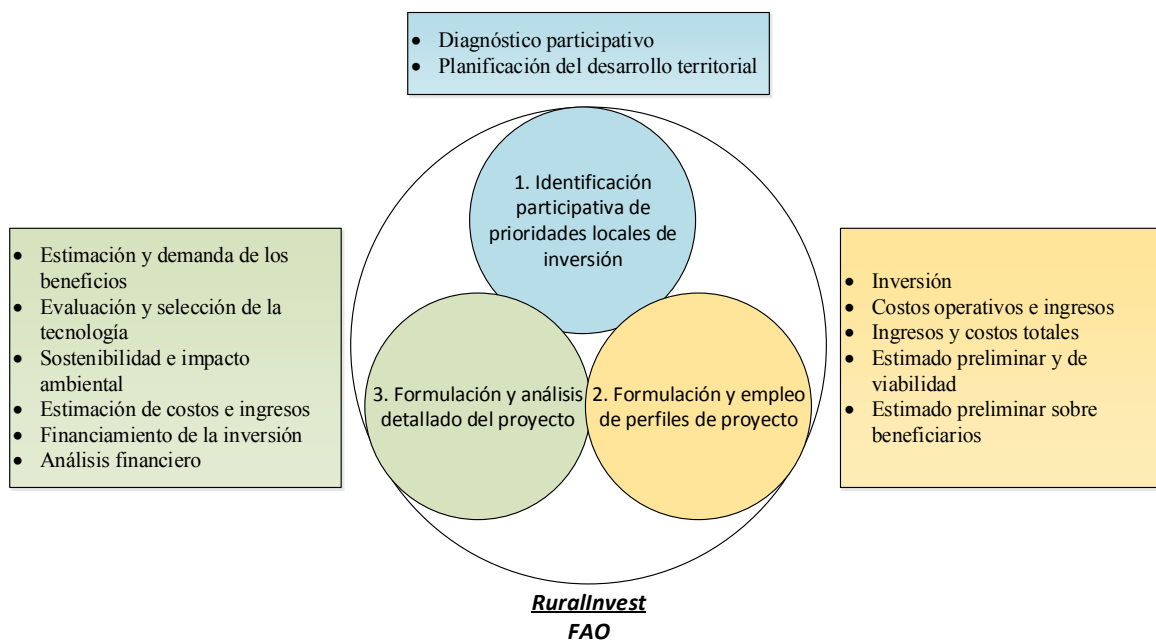 • Diagnóstico participativo
• Planificación del desarrollo territorial
1. Identificación
participativa de
prioridades locales de
inversión
• Estimación y demanda de los
beneficios
• Evaluación y selección de la
tecnología
• Sostenibilidad e impacto
ambiental
• Estimación de costos e ingresos
• Financiamiento de la inversión
• Análisis financiero
3. Formulación y análisis
detallado del proyecto
2. Formulación y empleo
de perfiles de proyecto
• Inversión
• Costos operativos e ingresos
• Ingresos y costos totales
• Estimado preliminar y de
viabilidad
• Estimado preliminar sobre
beneficiarios
RuralInvest
FAO